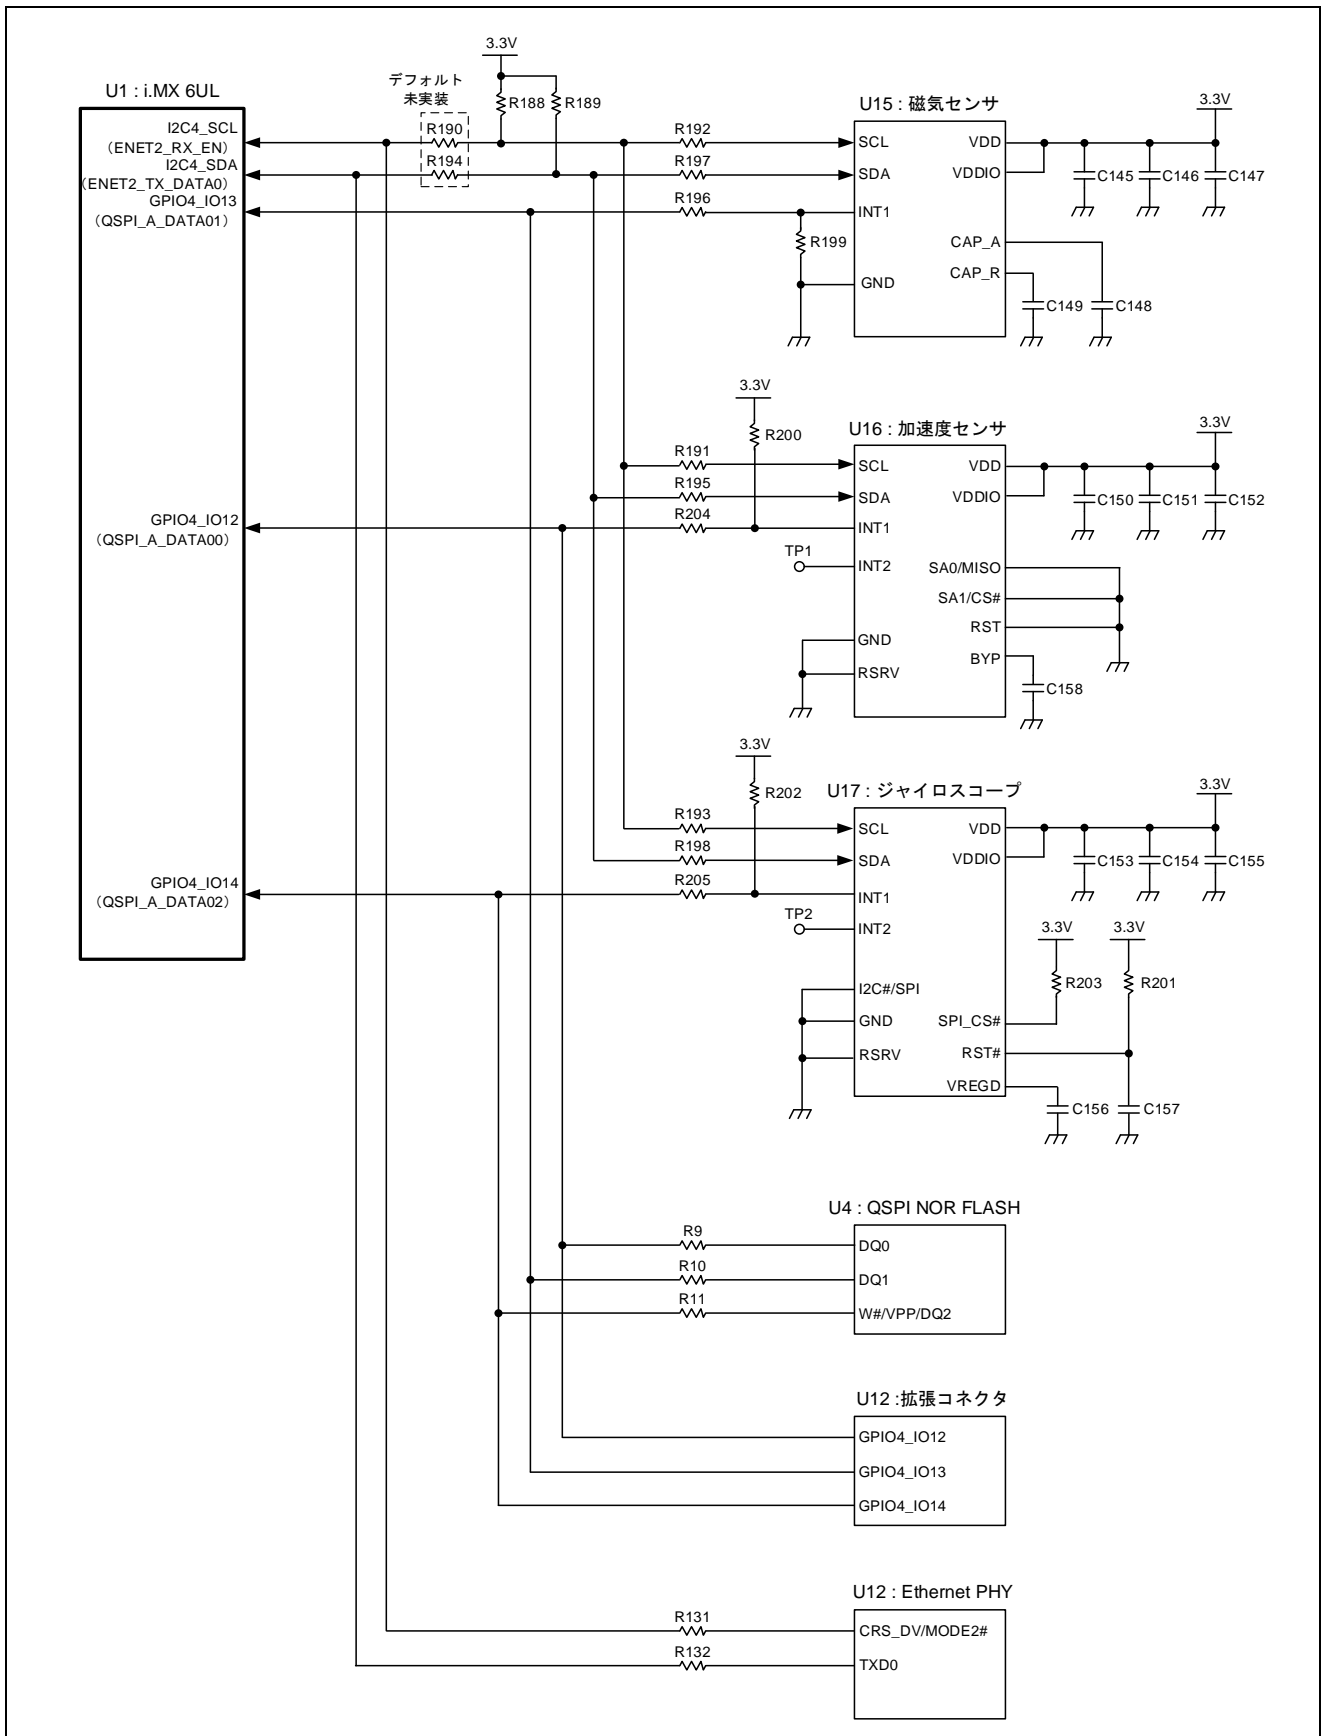 3.3V
デフォルト
未実装
U1 : i.MX 6UL
R188
R189
U15 : 磁気センサ
3.3V
I2C4_SCL
(ENET2_RX_EN)
R190
R192
SCL
VDD
I2C4_SDA
(ENET2_TX_DATA0)
R194
R197
SDA
VDDIO
C145
C146
C147
GPIO4_IO13
(QSPI_A_DATA01)
R196
INT1
R199
CAP_A
CAP_R
GND
C149
C148
3.3V
R200
U16 : 加速度センサ
3.3V
R191
SCL
VDD
R195
SDA
VDDIO
C150
C151
C152
GPIO4_IO12
(QSPI_A_DATA00)
R204
INT1
TP1
INT2
SA0/MISO
SA1/CS#
RST
GND
BYP
RSRV
C158
3.3V
R202
U17 : ジャイロスコープ
3.3V
R193
SCL
VDD
R198
SDA
VDDIO
C153
C154
C155
GPIO4_IO14
(QSPI_A_DATA02)
R205
INT1
TP2
INT2
3.3V
3.3V
R203
R201
I2C#/SPI
GND
SPI_CS#
RSRV
RST#
VREGD
C156
C157
U4 : QSPI NOR FLASH
R9
DQ0
R10
DQ1
R11
W#/VPP/DQ2
U12 :拡張コネクタ
GPIO4_IO12
GPIO4_IO13
GPIO4_IO14
U12 : Ethernet PHY
R131
CRS_DV/MODE2#
R132
TXD0